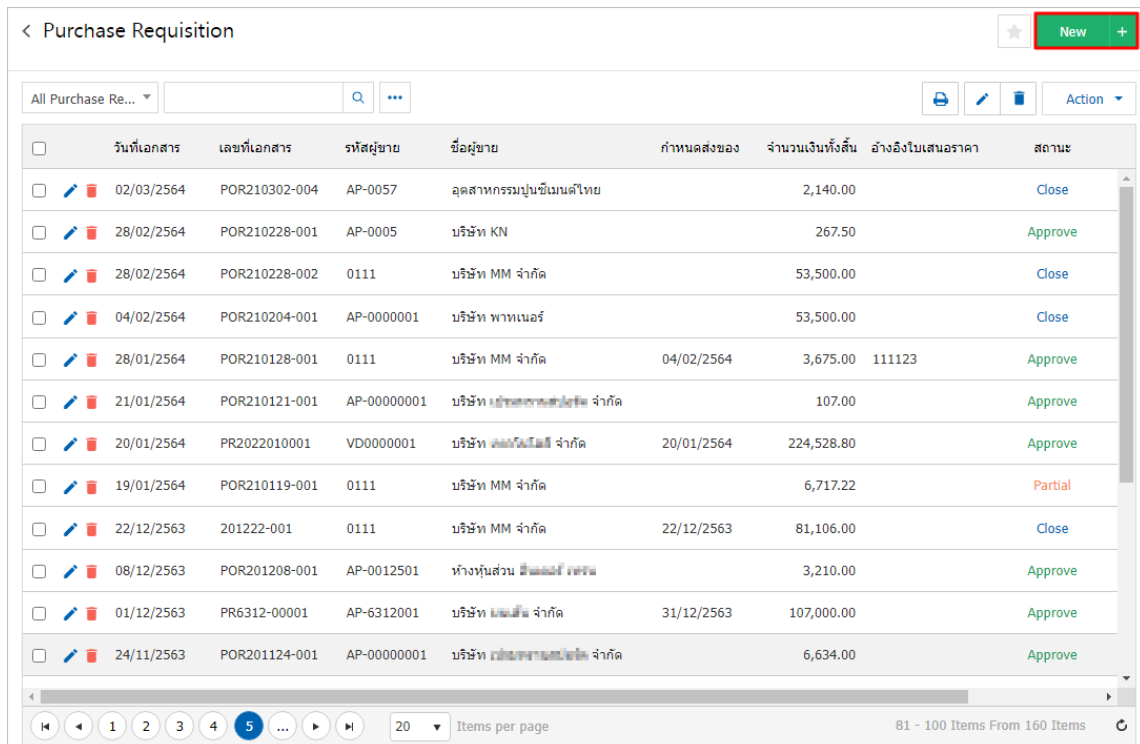 Purchase Requisition New +
All Purchase Re... Action
วันที่เอกสาร เลขที่เอกสาร รหัสผู้ขาย ชื่อผู้ขาย กำหนดส่งของ จำนวนเงินทั้งสิ้น อ้างอิงใบเสนอราคา สถานะ
02/03/2564 POR210302-004 AP-0057 อุตสาหกรรมปูนซีเมนต์ไทย 2,140.00 Close
28/02/2564 POR210228-001 AP-0005 บริษัท KN 267.50 Approve
28/02/2564 POR210228-002 0111 บริษัท MM จำกัด 53,500.00 Close
04/02/2564 POR210204-001 AP-0000001 บริษัท พาทเนอร์ 53,500.00 Close
28/01/2564 POR210128-001 0111 บริษัท MM จำกัด 04/02/2564 3,675.00 111123 Approve
21/01/2564 POR210121-001 AP-00000001 บริษัท จำกัด 107.00 Approve
20/01/2564 PR2022010001 VD0000001 บริษัท จำกัด 20/01/2564 224,528.80 Approve
19/01/2564 POR210119-001 0111 บริษัท MM จำกัด 6,717.22 Partial
22/12/2563 201222-001 0111 บริษัท MM จำกัด 22/12/2563 81,106.00 Close
08/12/2563 POR201208-001 AP-0012501 ห้างหุ้นส่วน 3,210.00 Approve
01/12/2563 PR6312-00001 AP-6312001 บริษัท จำกัด 31/12/2563 107,000.00 Approve
24/11/2563 POR201124-001 AP-00000001 บริษัท จำกัด 6,634.00 Approve
1 2 3 4 5 ... 20 Items per page 81 - 100 Items From 160 Items